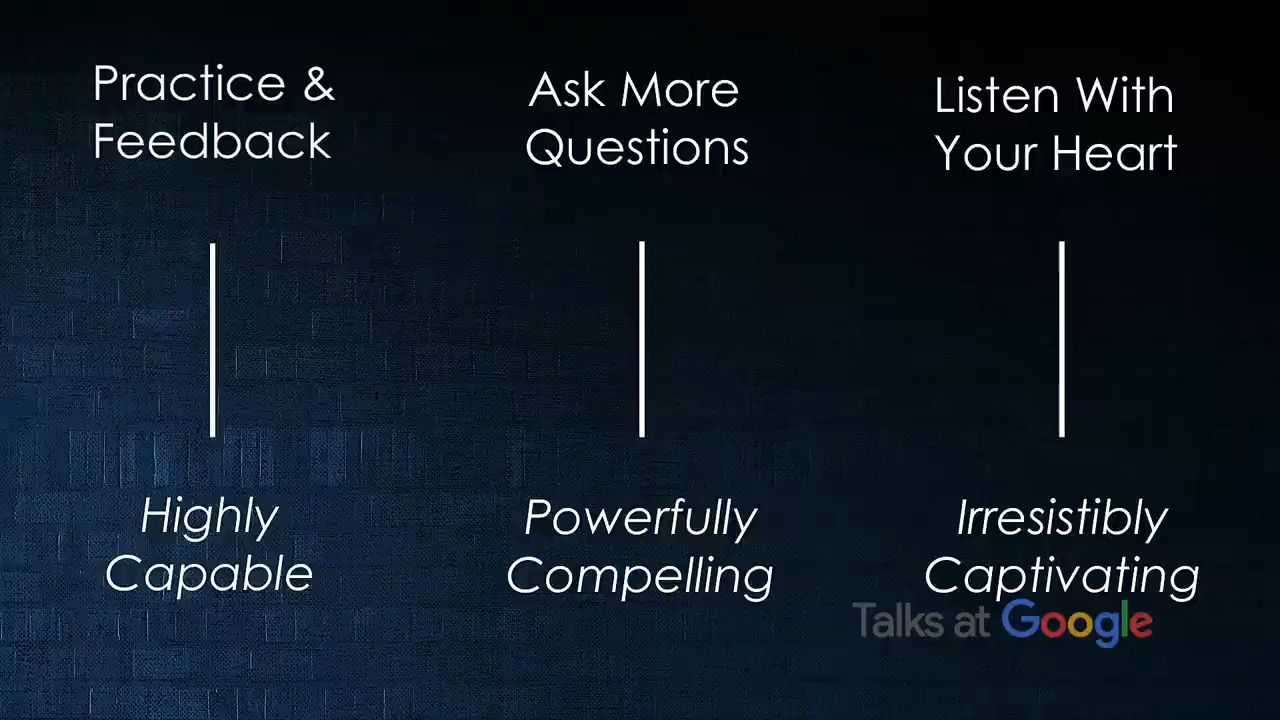 Practice &
Feedback
Ask More
Questions
Listen With
Your Heart
Highly
Capable
Powerfully
Compelling
Irresistibly
Captivating
Talks at Google